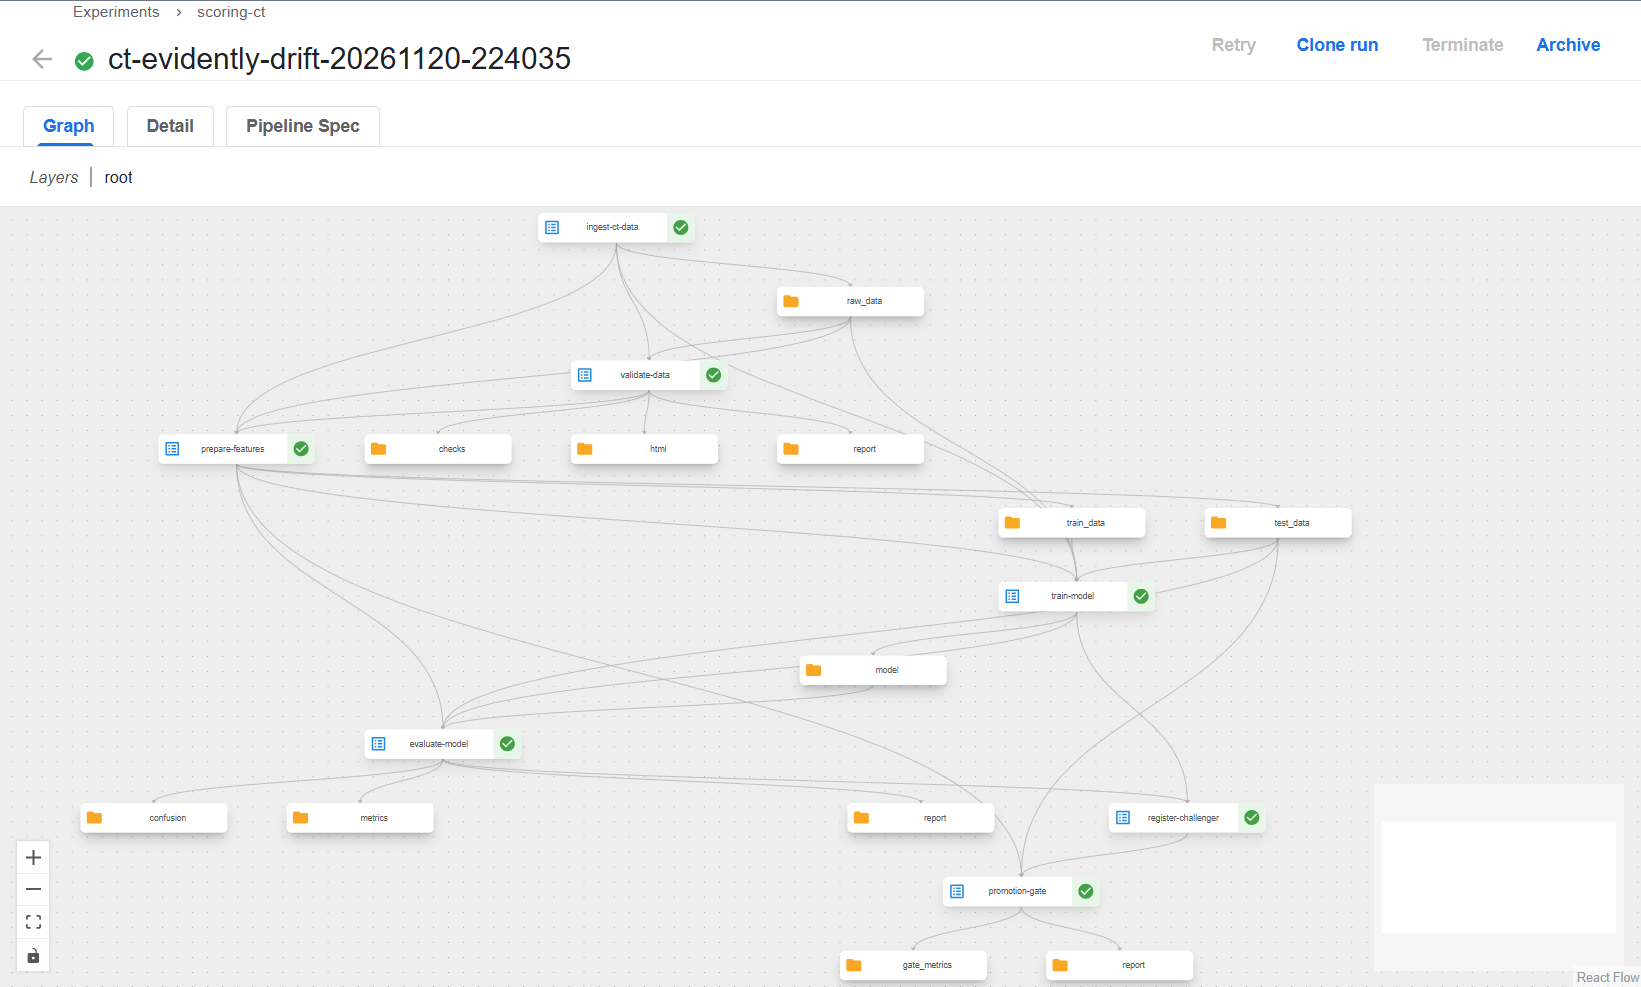 Experiments › scoring-ct
ct-evidently-drift-20261120-224035
Retry Clone run Terminate Archive
Graph Detail Pipeline Spec
Layers root
ingest-ct-data
raw_data
validate-data
prepare-features checks html report
train_data test_data
train-model
model
evaluate-model
confusion metrics report register-challenger
promotion-gate
gate_metrics report
React Flow